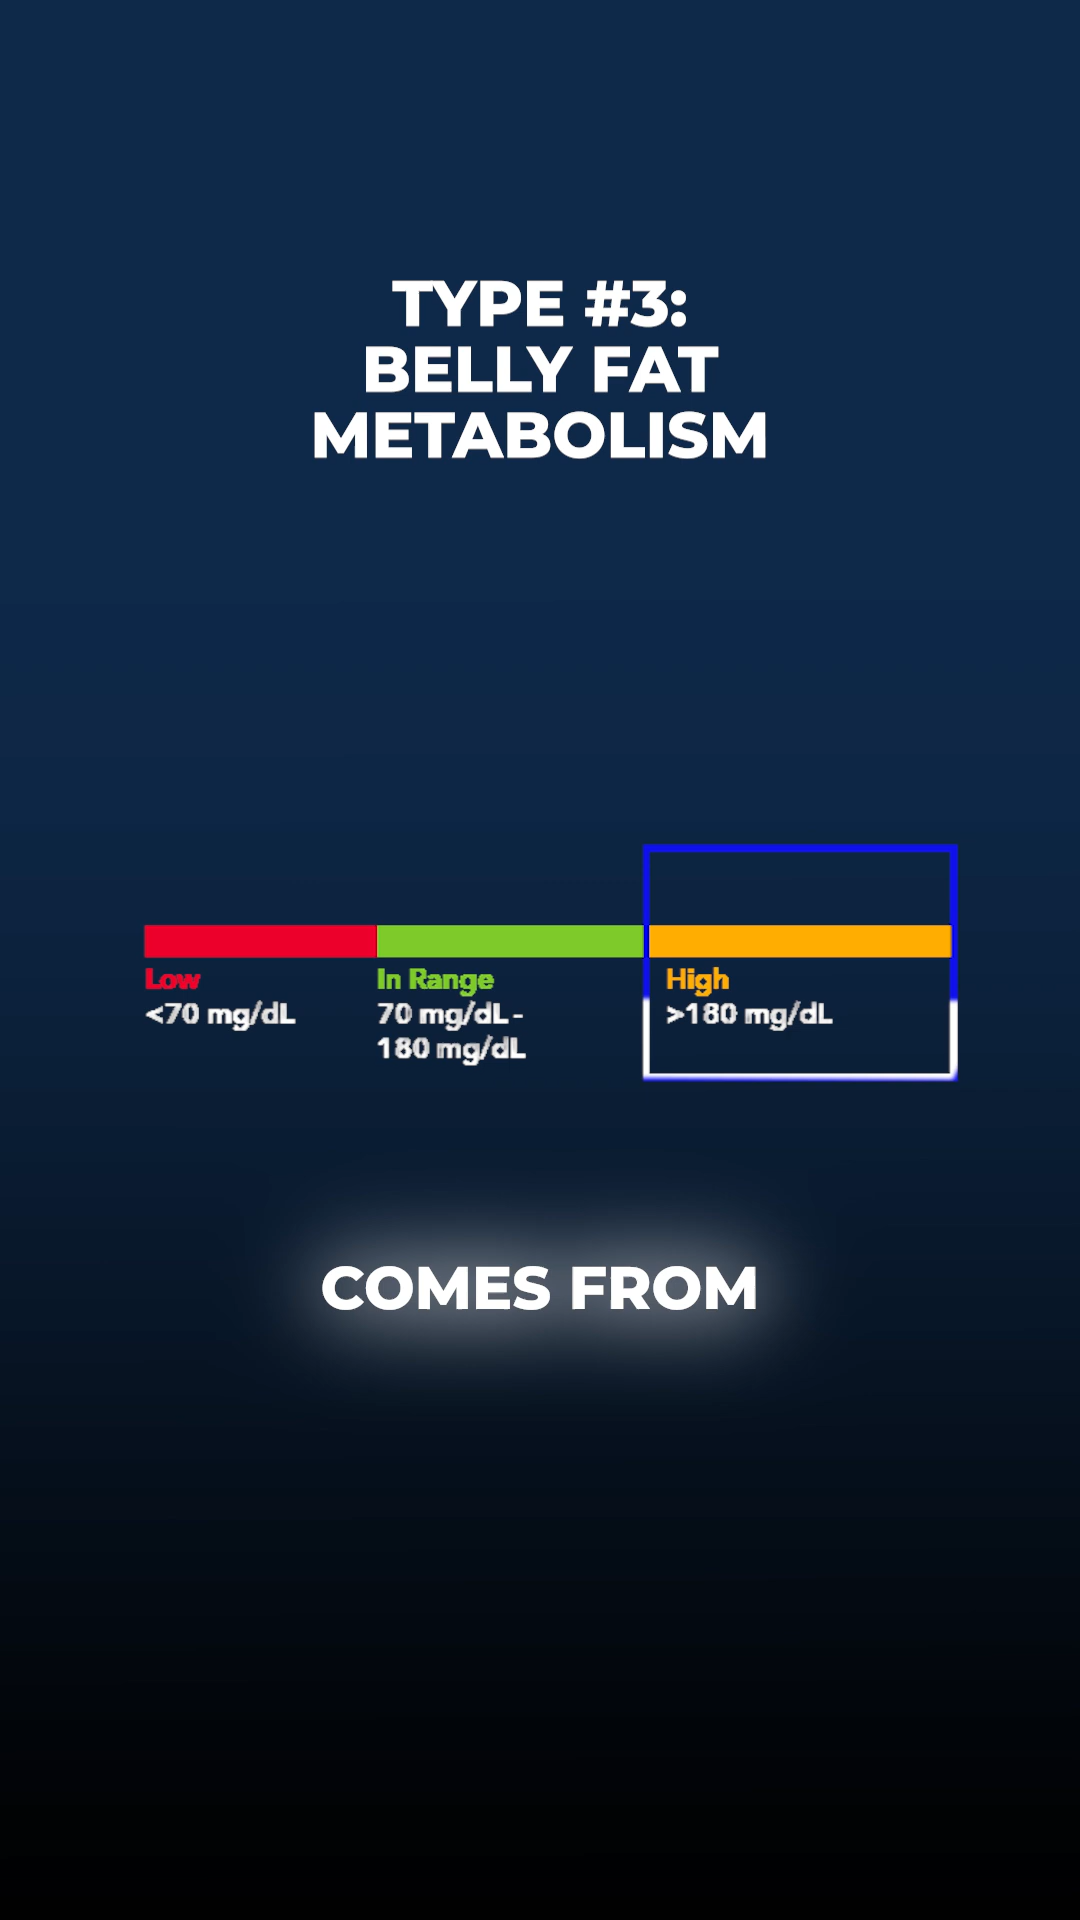 TYPE #3:
BELLY FAT
METABOLISM
Low
<70 mg/dL
In Range
70 mg/dL-
180 mg/dL
High
>180 mg/dL
COMES FROM